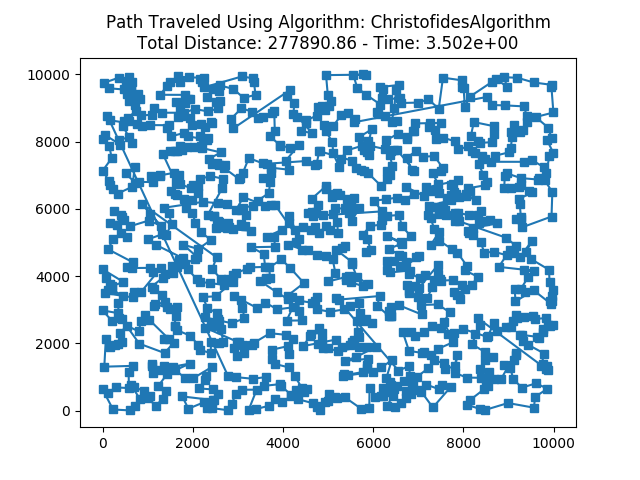 Path Traveled Using Algorithm: ChristofidesAlgorithm
Total Distance: 277890.86 - Time: 3.502e+00
10000
8000
6000
4000
2000
0
0 2000 4000 6000 8000 10000